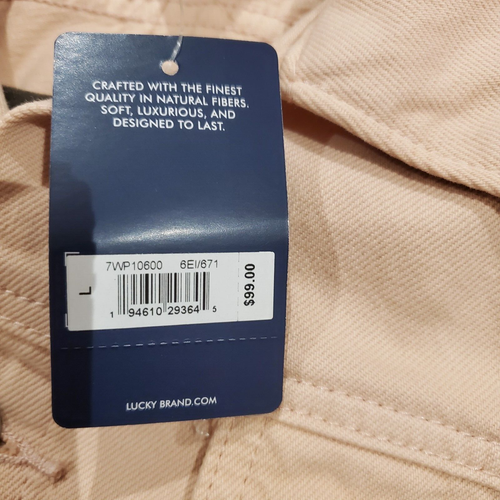 CRAFTED WITH THE FINEST
QUALITY IN NATURAL FIBERS.
SOFT, LUXURIOUS, AND
DESIGNED TO LAST.
7WP10600 6EI/671
L
$99.00
1 94610 29364 5
LUCKY BRAND.COM